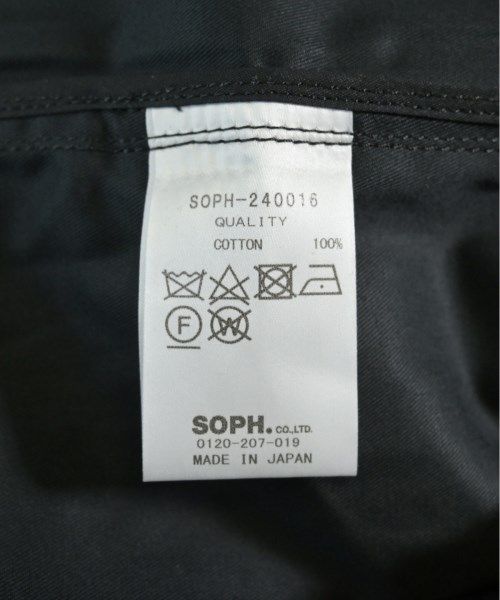 SOPH-240016
QUALITY
COTTON 100%
F W
SOPH. CO.,LTD.
0120-207-019
MADE IN JAPAN